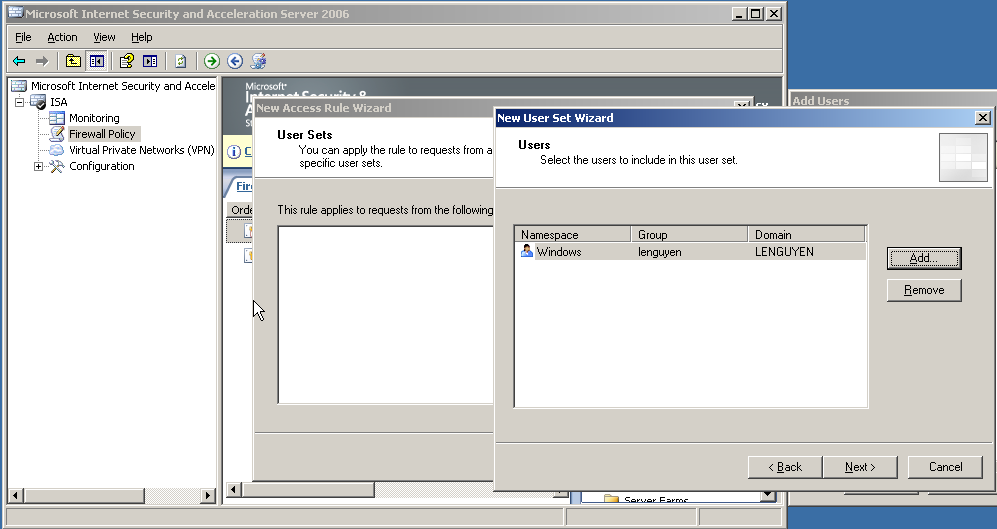 Microsoft Internet Security and Acceleration Server 2006
File Action View Help
Microsoft Internet Security and Accele
ISA
Monitoring
Firewall Policy
Virtual Private Networks (VPN)
Configuration
Microsoft
New Access Rule Wizard
User Sets
You can apply the rule to requests from a
specific user sets.
This rule applies to requests from the following
Add Users
New User Set Wizard
Users
Select the users to include in this user set.
Namespace Group Domain
Windows lenguyen LENGUYEN
Add...
Remove
< Back Next > Cancel
Server Farms